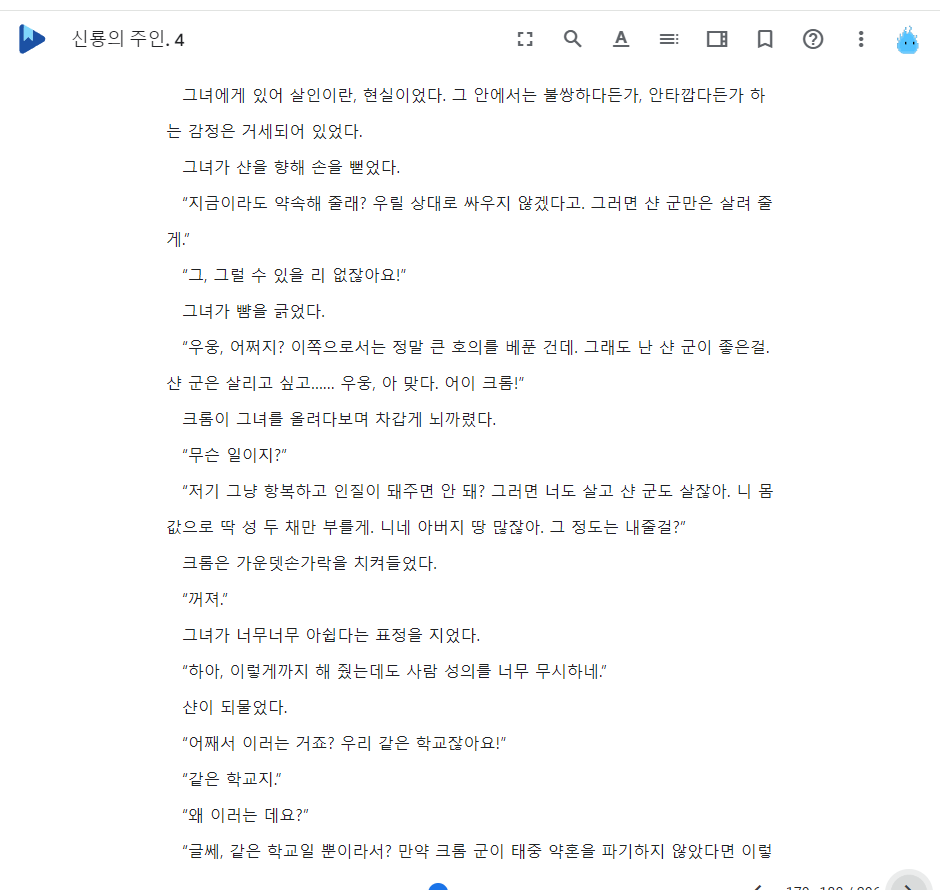 신룡의 주인. 4
그녀에게 있어 살인이란, 현실이었다. 그 안에서는 불쌍하다든가, 안타깝다든가 하
는 감정은 거세되어 있었다.
그녀가 샨을 향해 손을 뻗었다.
“지금이라도 약속해 줄래? 우릴 상대로 싸우지 않겠다고. 그러면 샨 군만은 살려 줄
게.”
“그, 그럴 수 있을 리 없잖아요!”
그녀가 뺨을 긁었다.
“우웅, 어쩌지? 이쪽으로서는 정말 큰 호의를 베푼 건데. 그래도 난 샨 군이 좋은걸.
샨 군은 살리고 싶고…… 우웅, 아 맞다. 어이 크롬!”
크롬이 그녀를 올려다보며 차갑게 뇌까렸다.
“무슨 일이지?”
“저기 그냥 항복하고 인질이 돼주면 안 돼? 그러면 너도 살고 샨 군도 살잖아. 니 몸
값으로 딱 성 두 채만 부를게. 니네 아버지 땅 많잖아. 그 정도는 내줄걸?”
크롬은 가운뎃손가락을 치켜들었다.
“꺼져.”
그녀가 너무너무 아쉽다는 표정을 지었다.
“하아, 이렇게까지 해 줬는데도 사람 성의를 너무 무시하네.”
샨이 되물었다.
“어째서 이러는 거죠? 우리 같은 학교잖아요!”
“같은 학교지.”
“왜 이러는 데요?”
“글쎄, 같은 학교일 뿐이라서? 만약 크롬 군이 태중 약혼을 파기하지 않았다면 이렇